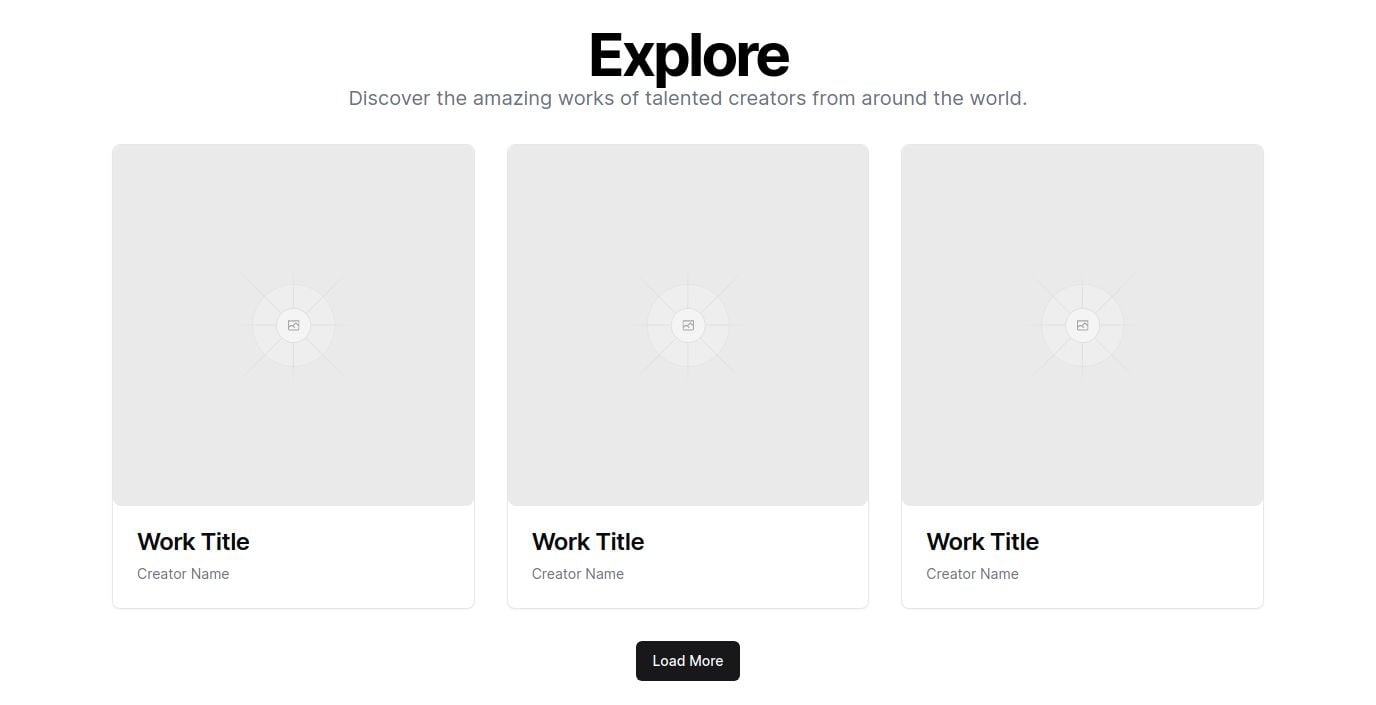 Explore
Discover the amazing works of talented creators from around the world.
Work Title
Creator Name
Work Title
Creator Name
Work Title
Creator Name
Load More